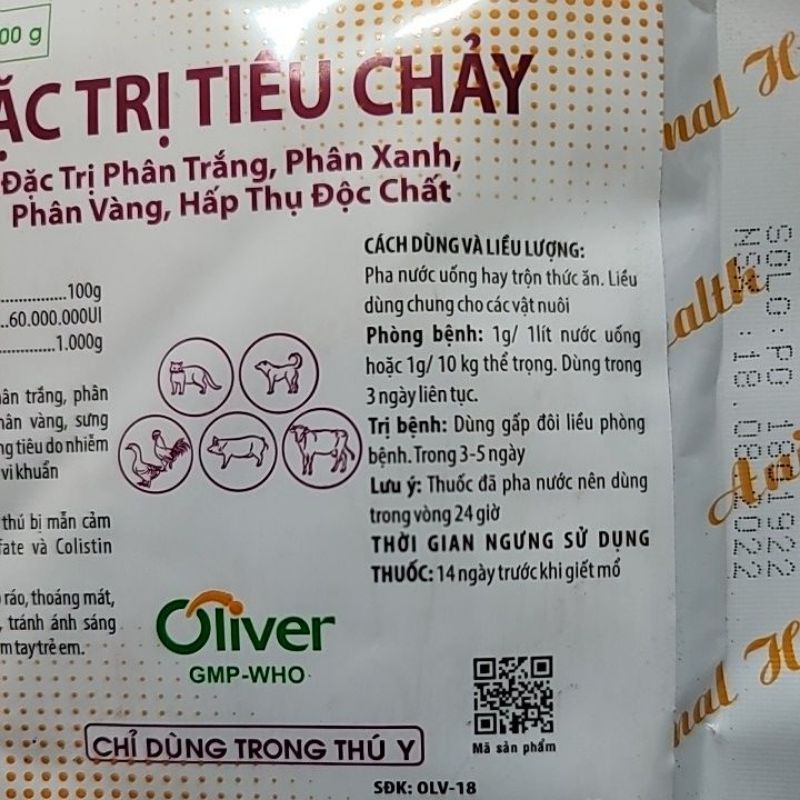 00 g
ẶC TRỊ TIÊU CHẢY
Đặc Trị Phân Trắng, Phân Xanh,
Phân Vàng, Hấp Thụ Độc Chất
...............100g
..60.000.000UI
............1.000g
ân trắng, phân
hân vàng, sưng
ng tiêu do nhiễm
vi khuẩn
thú bị mẫn cảm
fate và Colistin
ráo, thoáng mát,
, tránh ánh sáng
m tay trẻ em.
CÁCH DÙNG VÀ LIỀU LƯỢNG:
Pha nước uống hay trộn thức ăn. Liều
dùng chung cho các vật nuôi
Phòng bệnh: 1g/ 1lít nước uống
hoặc 1g/ 10 kg thể trọng. Dùng trong
3 ngày liên tục.
Trị bệnh: Dùng gấp đôi liều phòng
bệnh. Trong 3-5 ngày
Lưu ý: Thuốc đã pha nước nên dùng
trong vòng 24 giờ
THỜI GIAN NGƯNG SỬ DỤNG
THUỐC: 14 ngày trước khi giết mổ
Oliver
GMP-WHO
Mã sản phẩm
CHỈ DÙNG TRONG THÚ Y
SĐK: OLV-18
nal H
alth
Ani
nal H